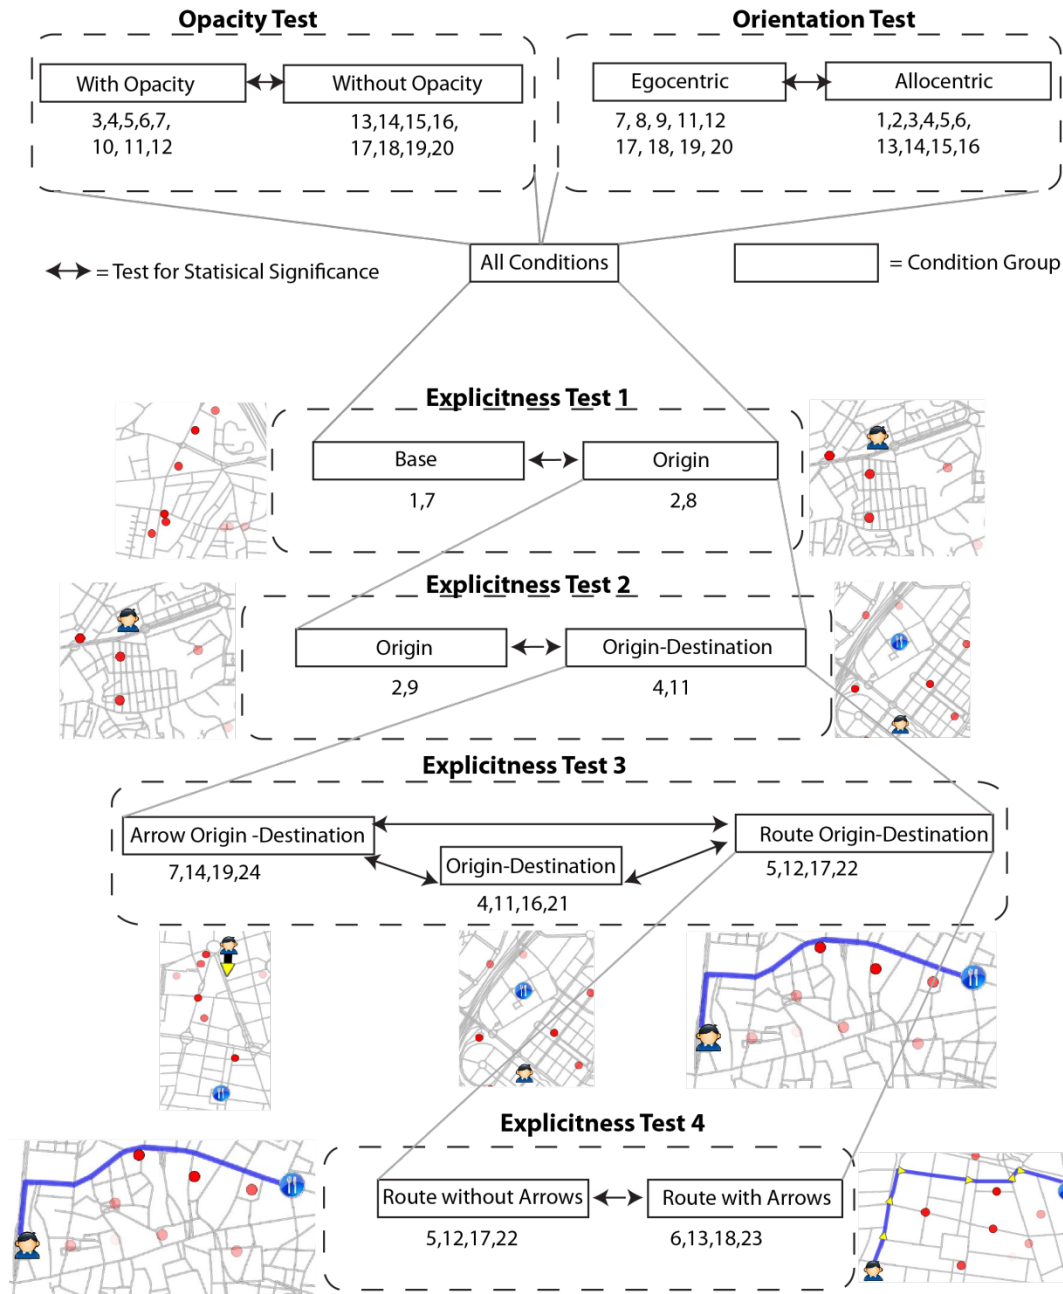 Opacity Test
Orientation Test
With Opacity
Without Opacity
Egocentric
Allocentric
3,4,5,6,7,
10, 11,12
13,14,15,16,
17,18,19,20
7, 8, 9, 11,12
17, 18, 19, 20
1,2,3,4,5,6,
13,14,15,16
All Conditions
= Test for Statisical Significance
= Condition Group
Explicitness Test 1
Base
Origin
1,7
2,8
Explicitness Test 2
Origin
Origin-Destination
2,9
4,11
Explicitness Test 3
Arrow Origin -Destination
Origin-Destination
Route Origin-Destination
7,14,19,24
4,11,16,21
5,12,17,22
Explicitness Test 4
Route without Arrows
Route with Arrows
5,12,17,22
6,13,18,23